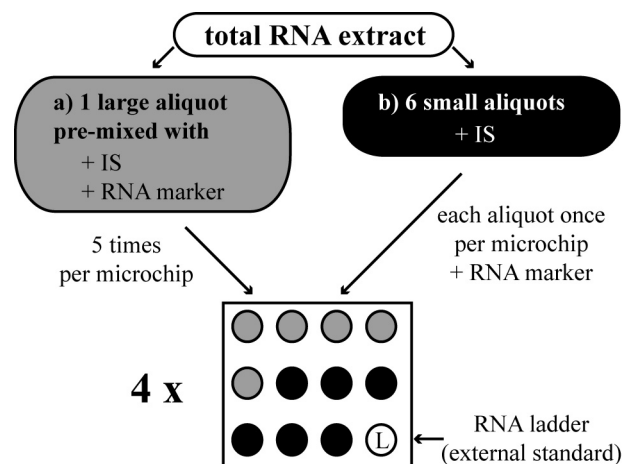 total RNA extract
a) 1 large aliquot
pre-mixed with
+ IS
+ RNA marker
b) 6 small aliquots
+ IS
5 times
per microchip
each aliquot once
per microchip
+ RNA marker
4 x
L
RNA ladder
(external standard)